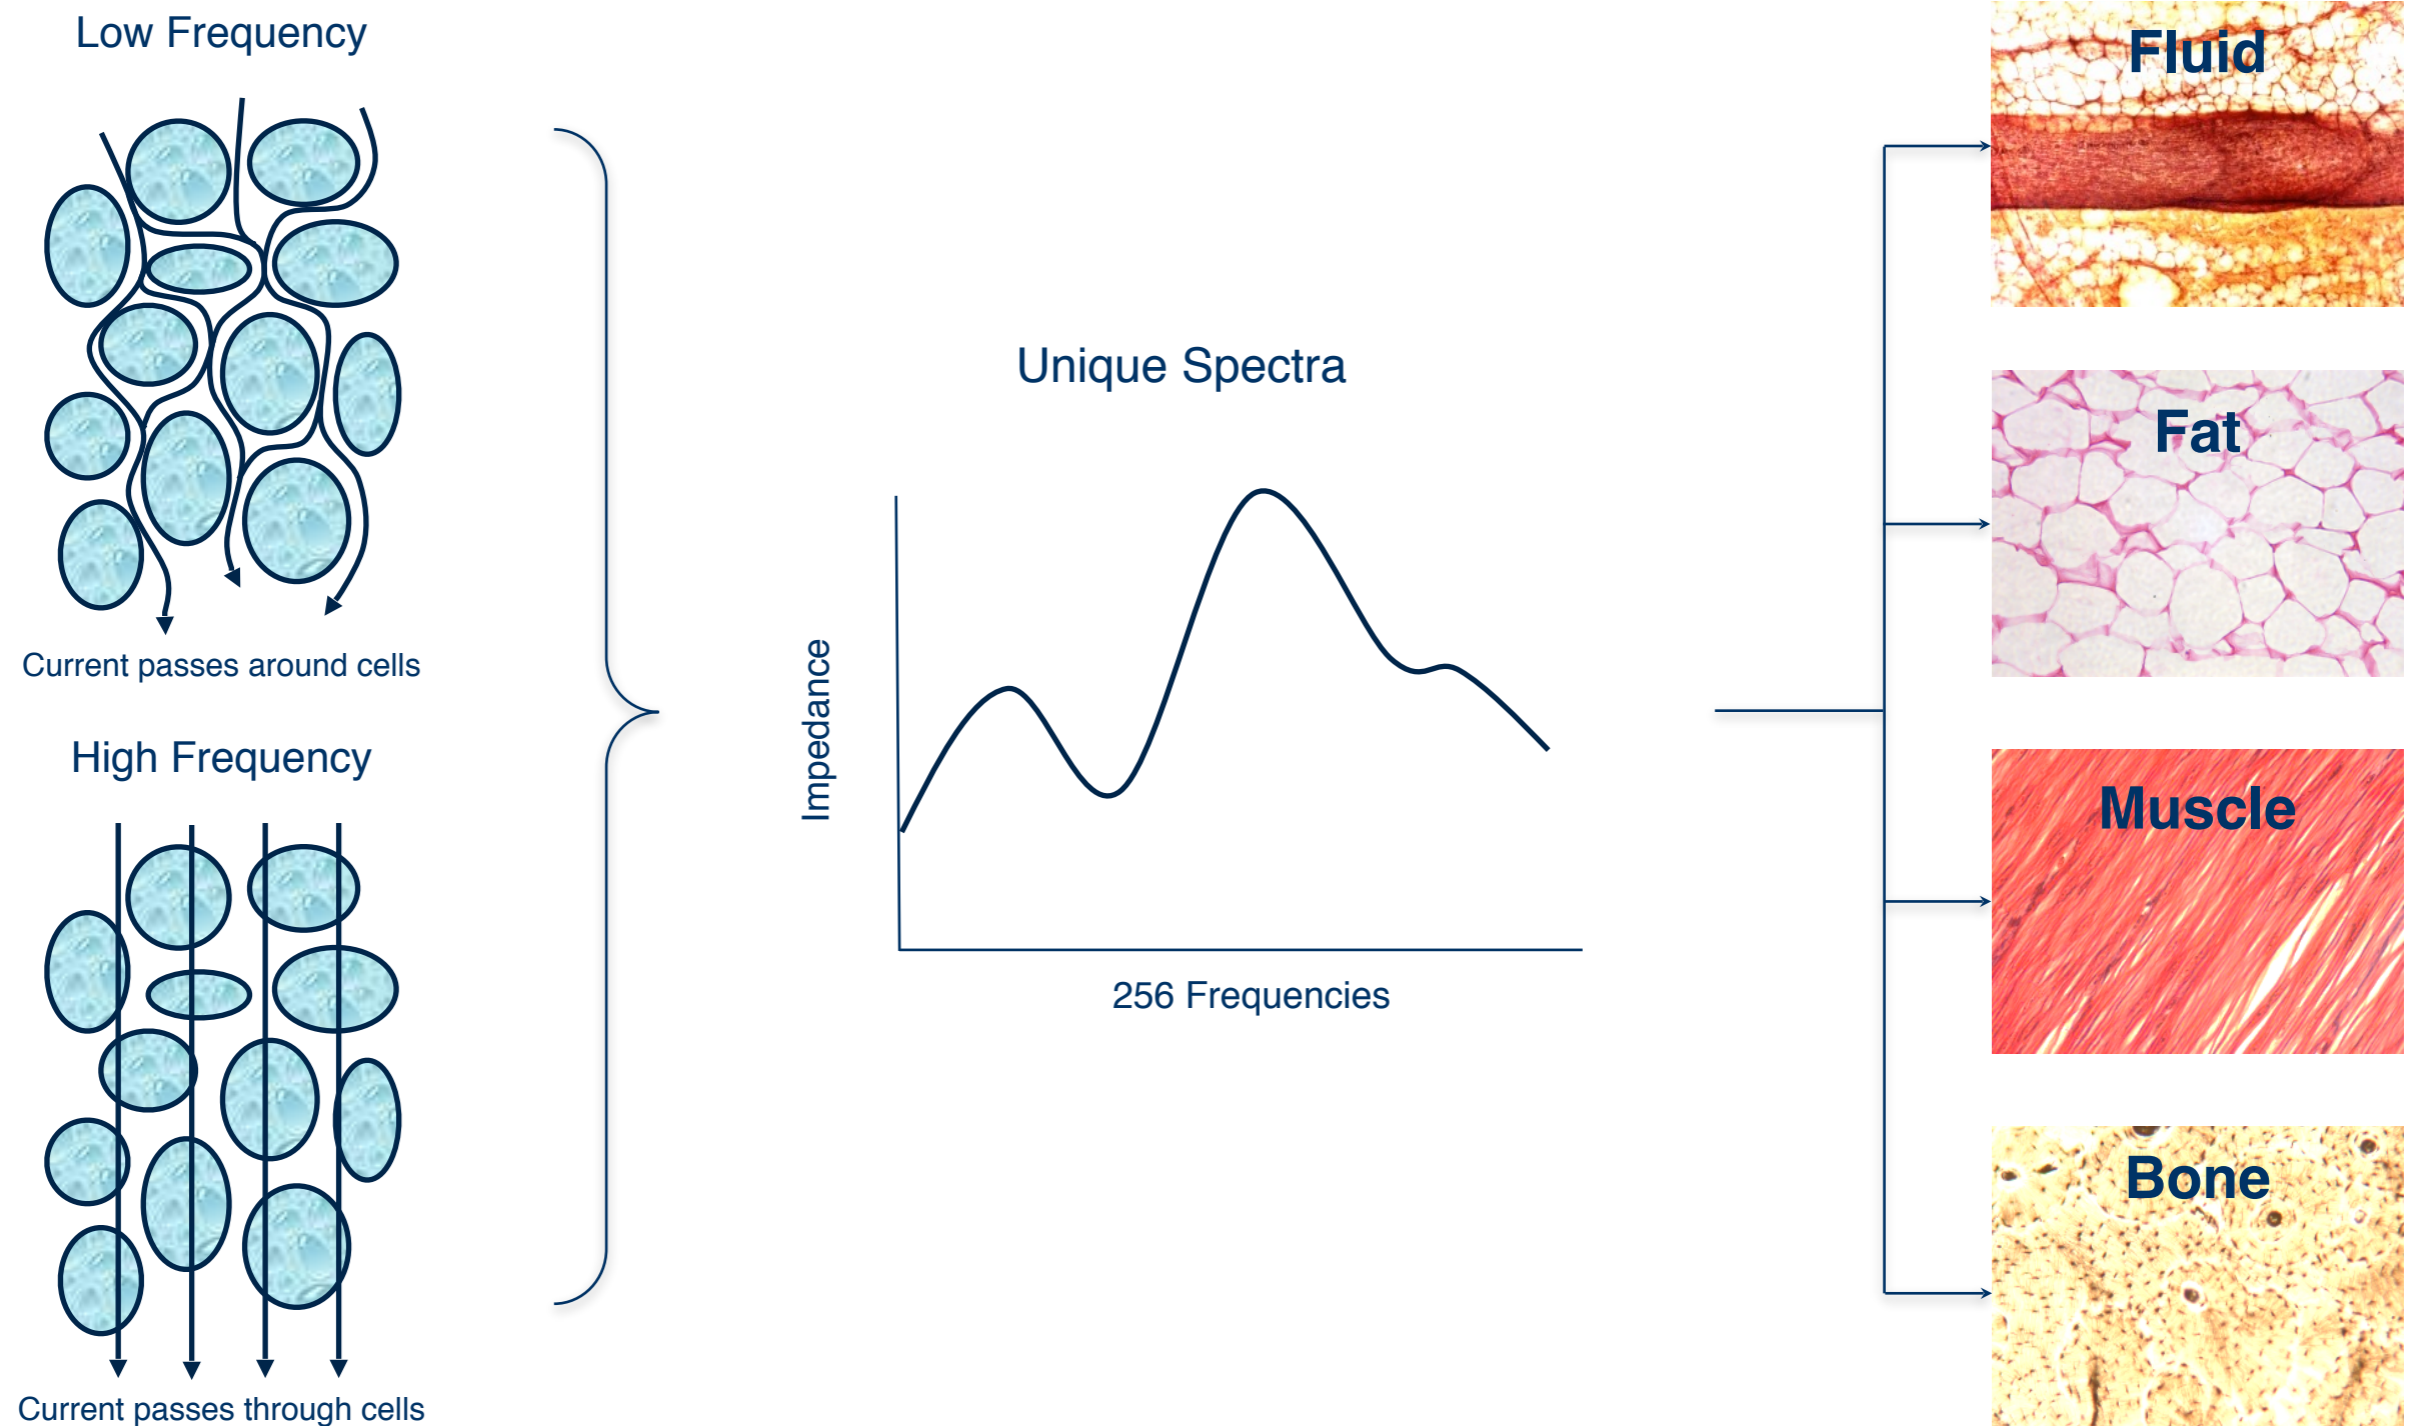 Low Frequency
Current passes around cells
High Frequency
Current passes through cells
Unique Spectra
Impedance
256 Frequencies
Fluid
Fat
Muscle
Bone